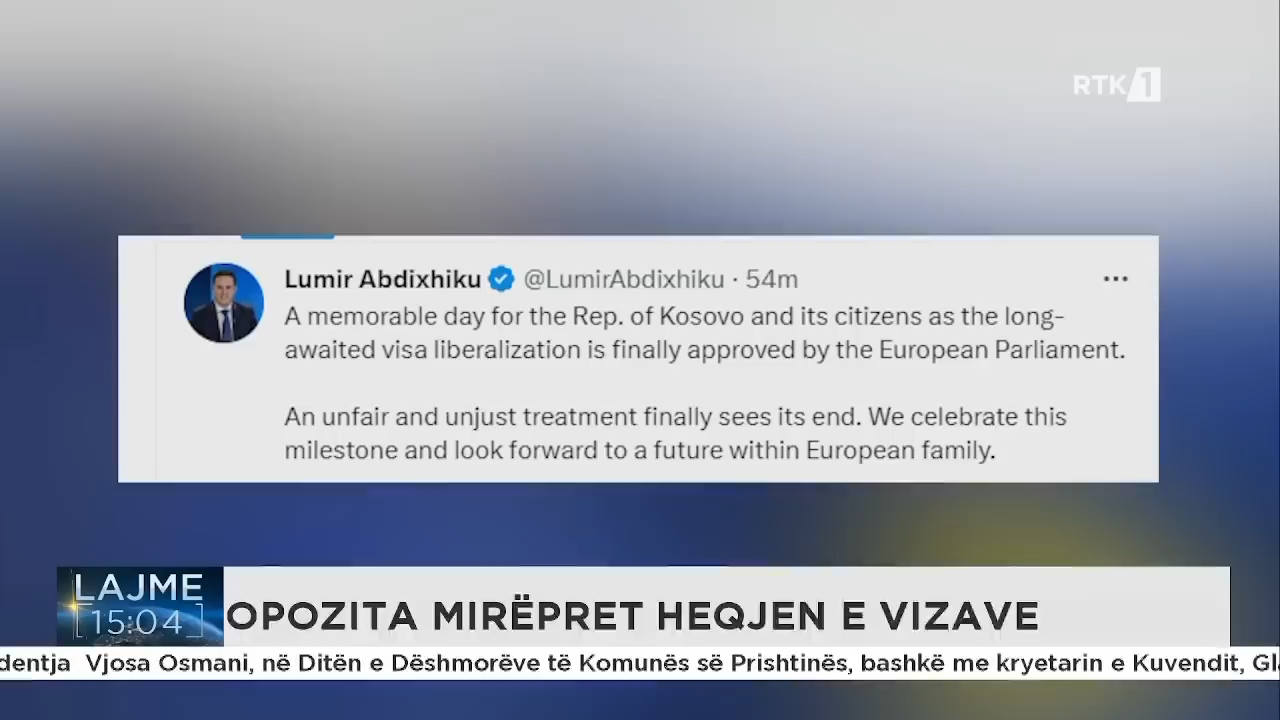 RTK 1
Lumir Abdixhiku @LumirAbdixhiku · 54m ···
A memorable day for the Rep. of Kosovo and its citizens as the long-
awaited visa liberalization is finally approved by the European Parliament.
An unfair and unjust treatment finally sees its end. We celebrate this
milestone and look forward to a future within European family.
LAJME
15:04
OPOZITA MIRËPRET HEQJEN E VIZAVE
Vjosa Osmani, në Ditën e Dëshmorëve të Komunës së Prishtinës, bashkë me kryetarin e Kuvendit,